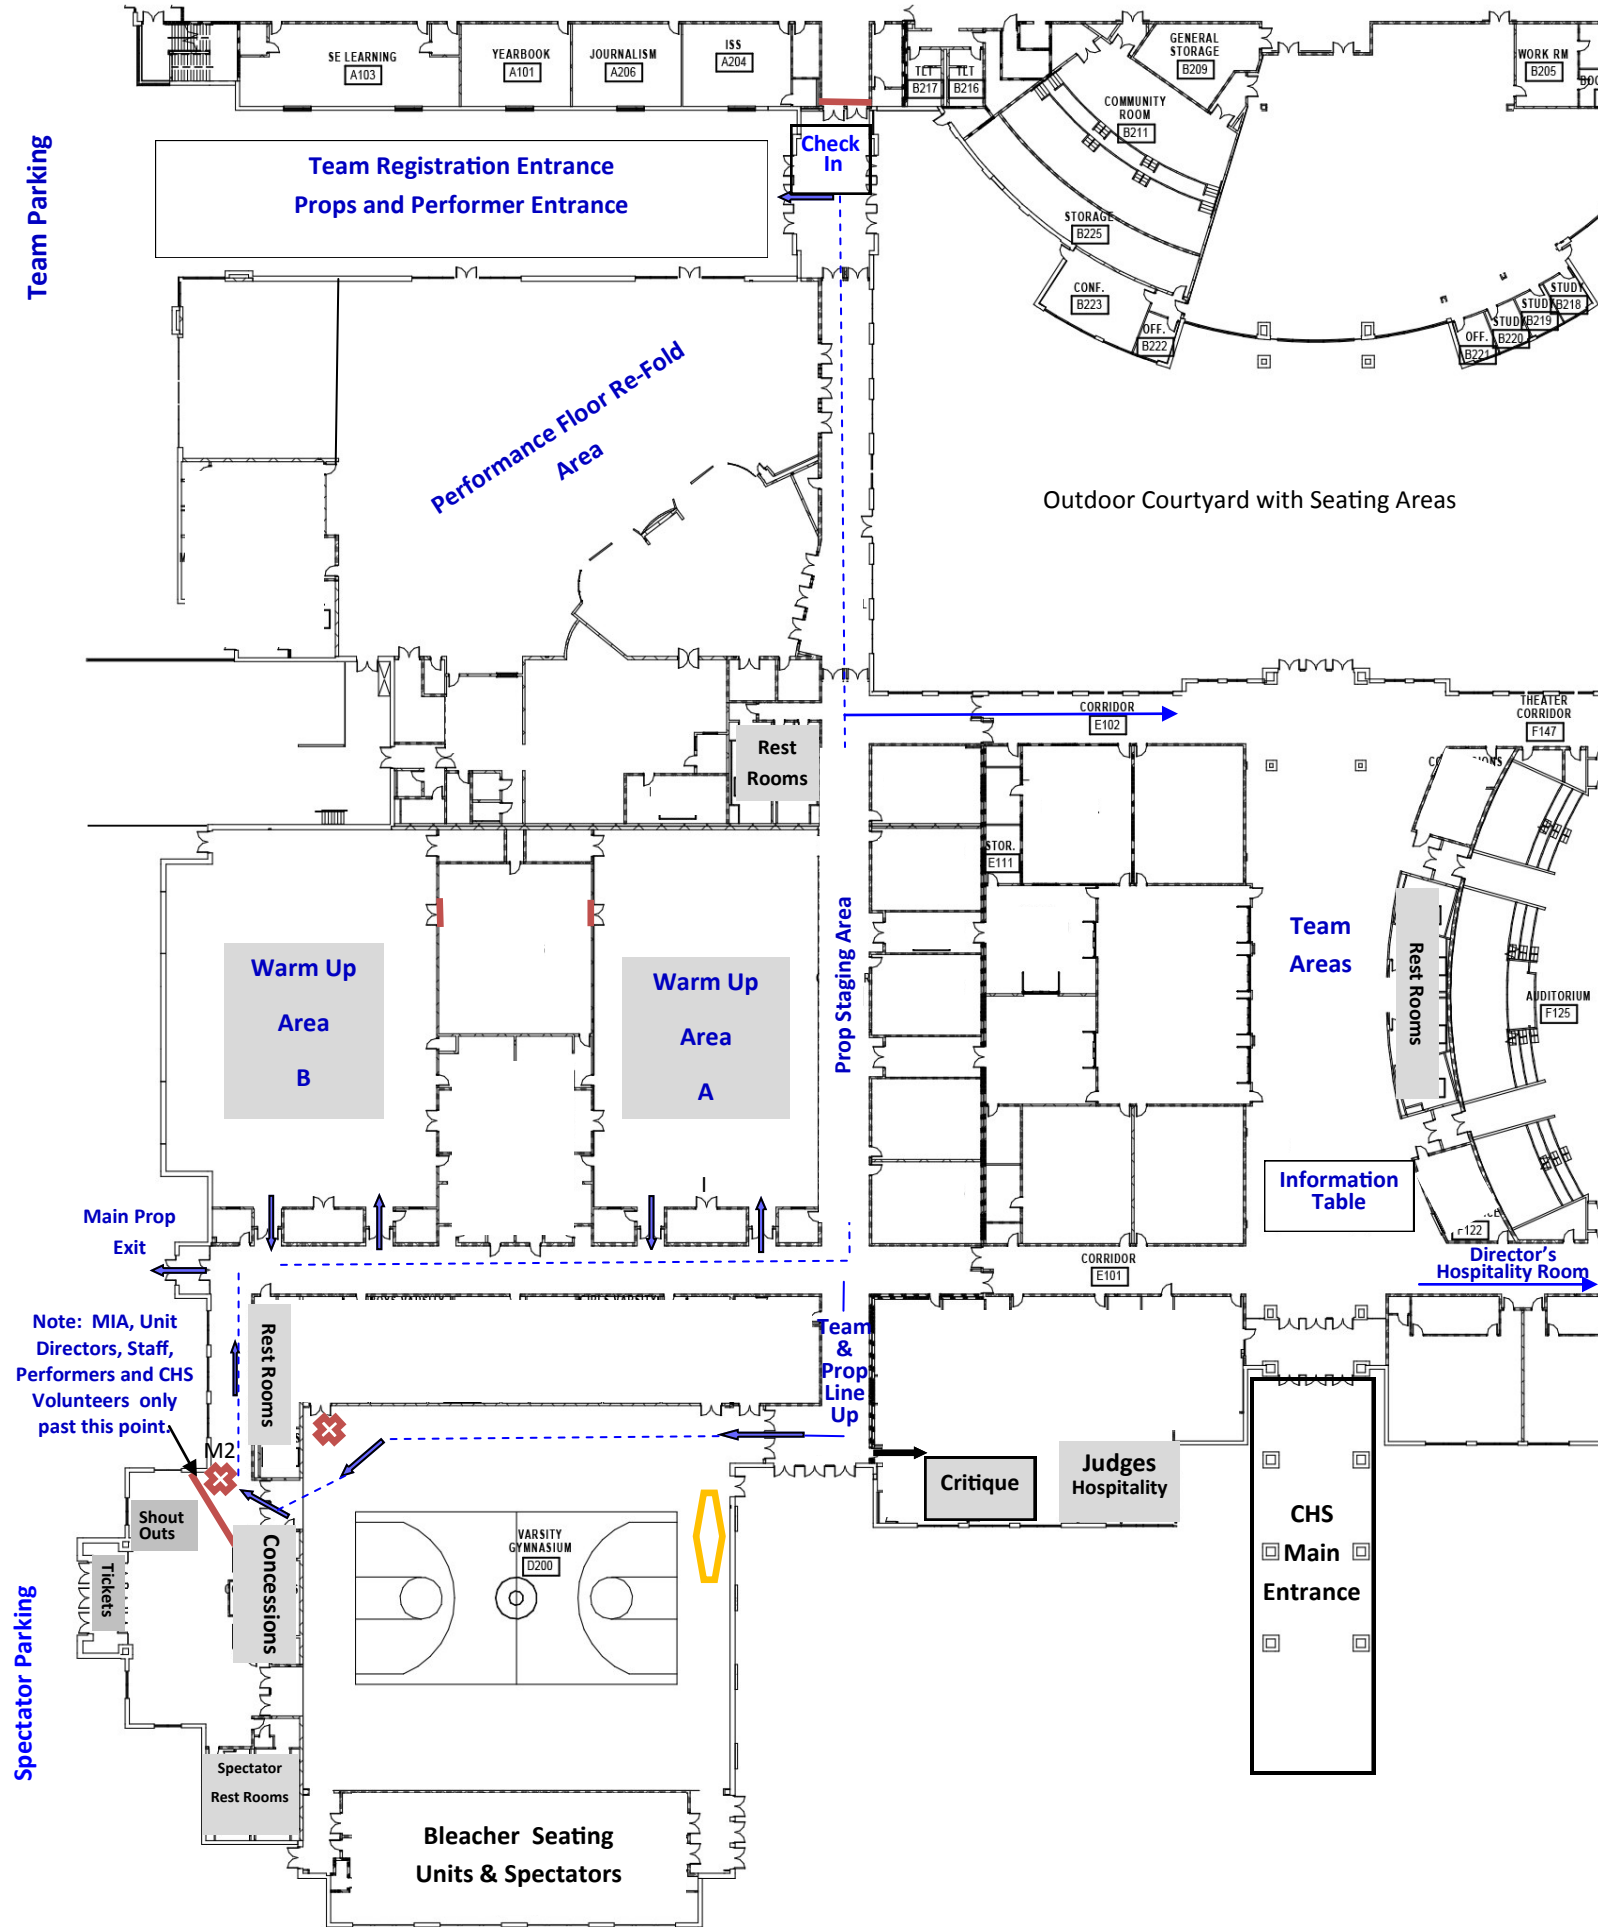 SE LEARNING
A103
YEARBOOK
A101
JOURNALISM
A206
ISS
A204
TLT
B217
TLT
B216
GENERAL
STORAGE
B209
WORK RM
B205
COMMUNITY
ROOM
B211
Team Parking
Team Registration Entrance
Props and Performer Entrance
Check
In
STORAGE
B225
CONF.
B223
OFF.
B222
STUDY
B218
STUDY
B219
STUDY
B220
OFF.
B221
Performance Floor Re-Fold
Area
Outdoor Courtyard with Seating Areas
CORRIDOR
E102
THEATER
CORRIDOR
F147
Rest
Rooms
STOR.
E111
Prop Staging Area
Team
Areas
Rest Rooms
AUDITORIUM
F125
Warm Up
Area
B
Warm Up
Area
A
Information
Table
F122
Main Prop
Exit
CORRIDOR
E101
Director's
Hospitality Room
Note:  MIA, Unit
Directors, Staff,
Performers and CHS
Volunteers  only
past this point.
Rest Rooms
Team
&
Prop
Line
Up
M2
Critique
Judges
Hospitality
Shout
Outs
Tickets
Concessions
VARSITY
GYMNASIUM
D200
CHS
Main
Entrance
Spectator Parking
Spectator
Rest Rooms
Bleacher  Seating
Units & Spectators